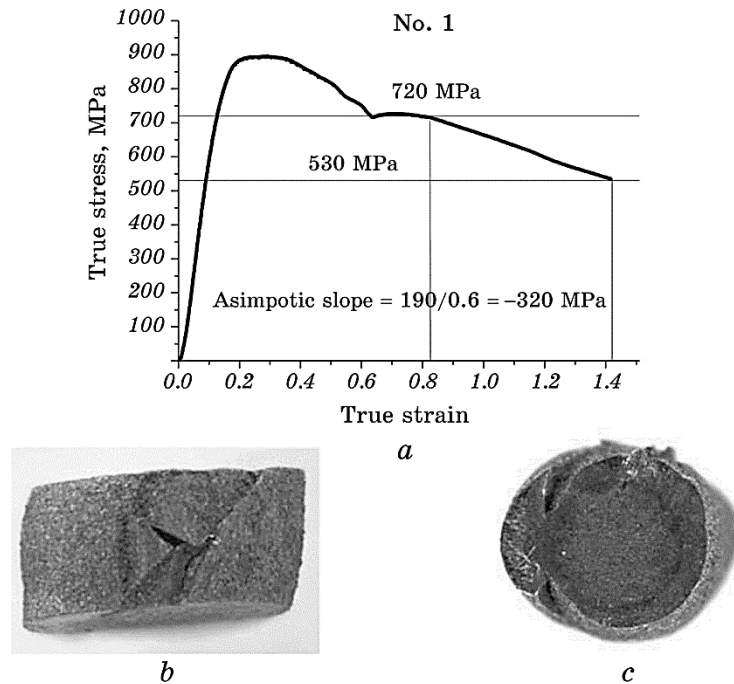 No. 1
1000
900
800
700
600
500
400
300
200
100
True stress, MPa
720 MPa
530 MPa
Asimpotic slope = 190/0.6 = –320 MPa
0.0 0.2 0.4 0.6 0.8 1.0 1.2 1.4
True strain
a
b
c